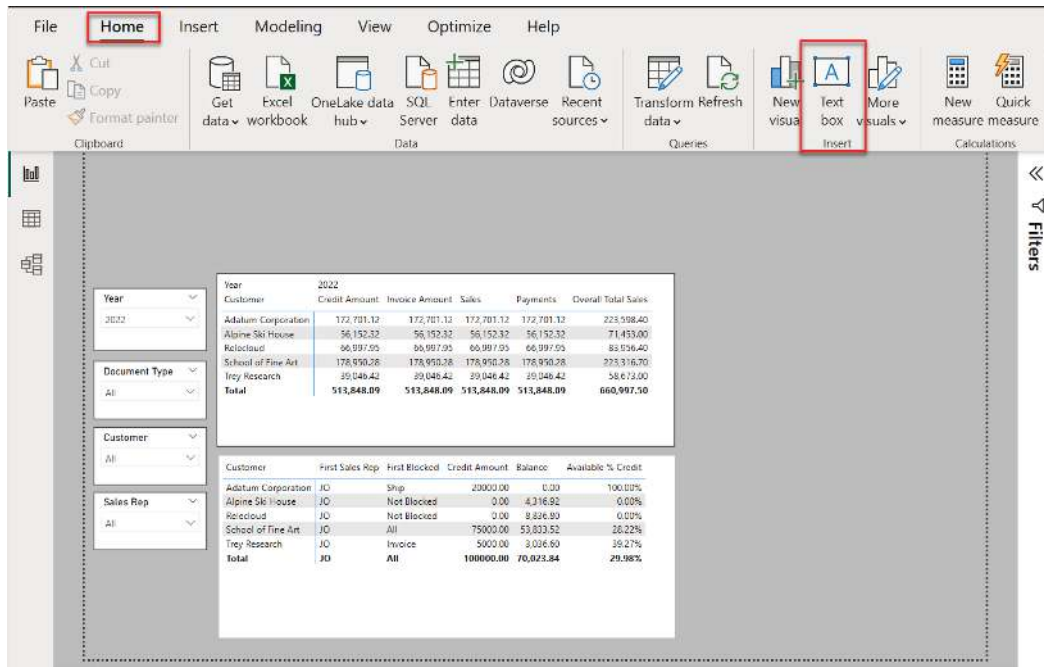 File Home Insert Modeling View Optimize Help
Paste
Cut
Copy
Format painter
Clipboard
Get data
Excel workbook
OneLake data hub
SQL Server
Enter data
Dataverse
Recent sources
Data
Transform data
Refresh
Queries
New visual
Text box
More visuals
Insert
New measure
Quick measure
Calculations
Filters
Year
2022
Document Type
All
Customer
All
Sales Rep
All
Year 2022
Customer Credit Amount Invoice Amount Sales Payments Overall Total Sales
Adatum Corporation 172,701.12 172,701.12 172,701.12 172,701.12 223,598.40
Alpine Ski House 56,152.32 56,152.32 56,152.32 56,152.32 71,453.00
Relecloud 66,997.95 66,997.95 66,997.95 66,997.95 83,956.40
School of Fine Art 178,950.28 178,950.28 178,950.28 178,950.28 223,316.70
Trey Research 39,046.42 39,046.42 39,046.42 39,046.42 58,673.00
Total 513,848.09 513,848.09 513,848.09 513,848.09 660,997.50
Customer First Sales Rep First Blocked Credit Amount Balance Available % Credit
Adatum Corporation JO Ship 20000.00 0.00 100.00%
Alpine Ski House JO Not Blocked 0.00 4,316.92 0.00%
Relecloud JO Not Blocked 0.00 8,836.80 0.00%
School of Fine Art JO All 75000.00 53,833.52 28.22%
Trey Research JO Invoice 5000.00 3,036.60 39.27%
Total JO All 100000.00 70,023.84 29.98%